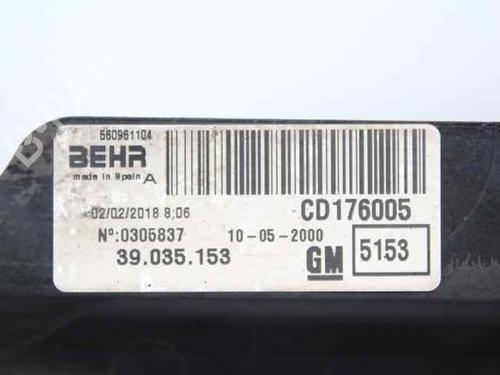 560961104
BEHR
made in Spain A
02/02/2018 8:06
CD176005
Nº:0305837 10-05-2000
39.035.153
GM 5153